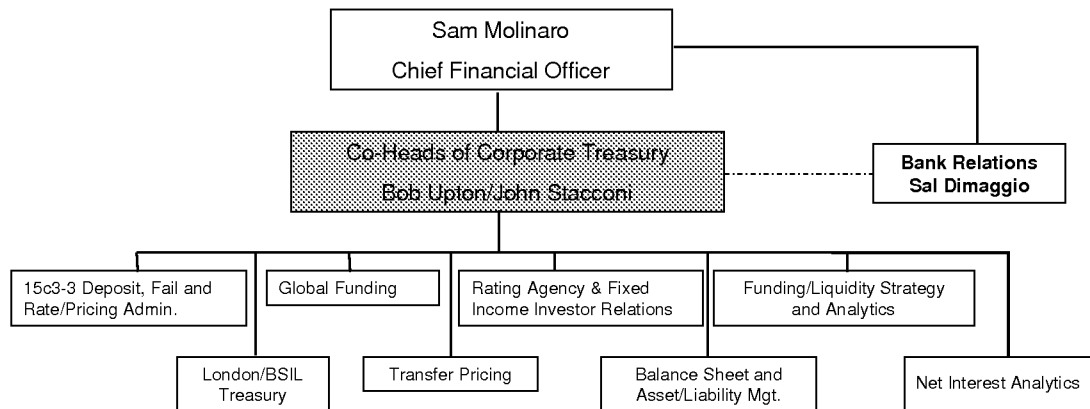 Sam Molinaro
Chief Financial Officer
Co-Heads of Corporate Treasury
Bob Upton/John Stacconi
Bank Relations
Sal Dimaggio
15c3-3 Deposit, Fail and
Rate/Pricing Admin.
Global Funding
Rating Agency & Fixed
Income Investor Relations
Funding/Liquidity Strategy
and Analytics
London/BSIL
Treasury
Transfer Pricing
Balance Sheet and
Asset/Liability Mgt.
Net Interest Analytics